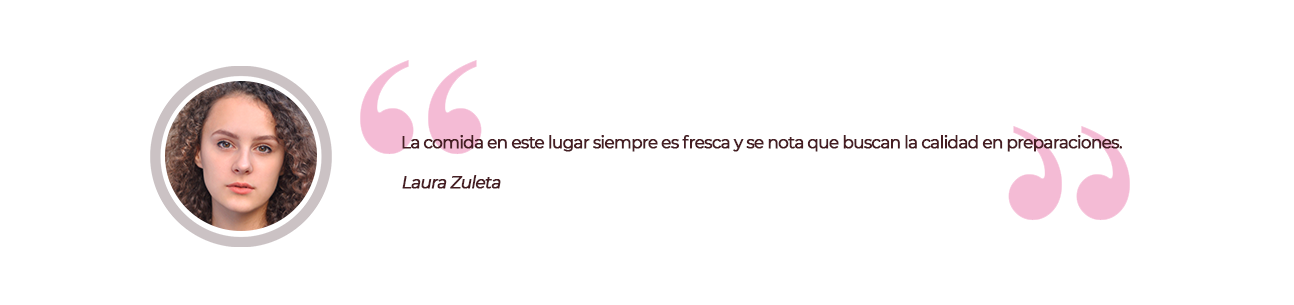 La comida en este lugar siempre es fresca y se nota que buscan la calidad en preparaciones.
Laura Zuleta